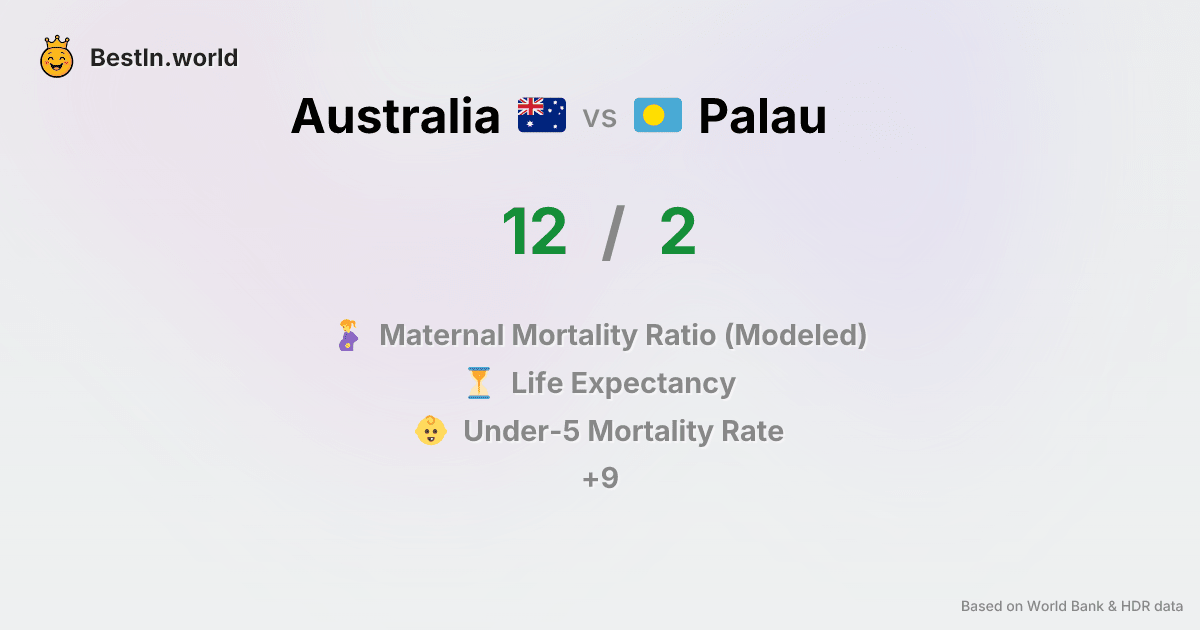 BestIn.world
Australia vs Palau
12 / 2
Maternal Mortality Ratio (Modeled)
Life Expectancy
Under-5 Mortality Rate
+9
Based on World Bank & HDR data